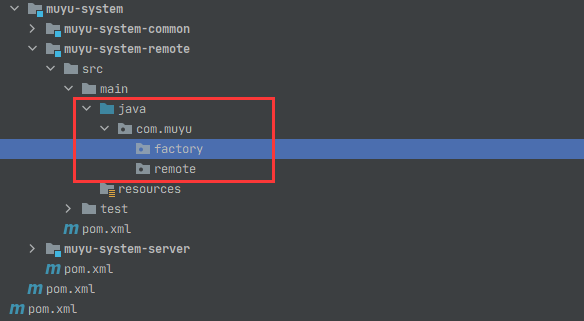 muyu-system
muyu-system-common
muyu-system-remote
src
main
java
com.muyu
factory
remote
resources
test
pom.xml
muyu-system-server
pom.xml
pom.xml
pom.xml